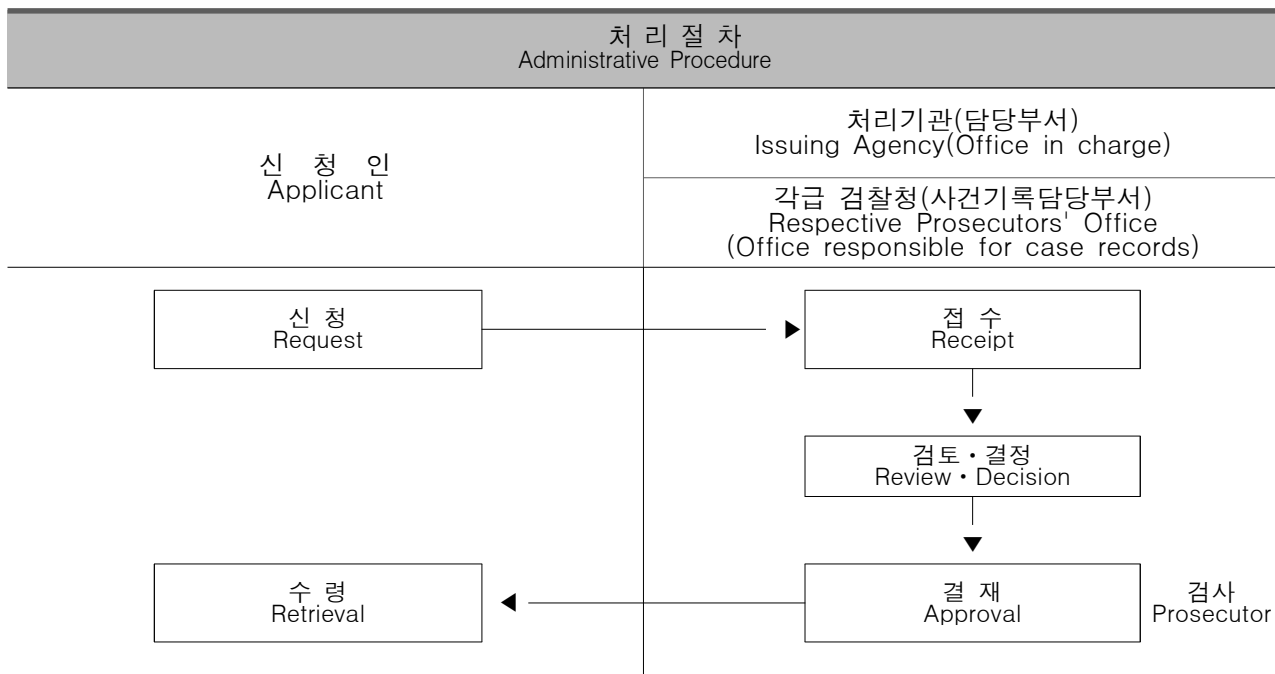 처 리 절 차
Administrative Procedure
신 청 인
Applicant
처리기관(담당부서)
Issuing Agency(Office in charge)
각급 검찰청(사건기록담당부서)
Respective Prosecutors' Office
(Office responsible for case records)
신 청
Request
접 수
Receipt
검토・결정
Review・Decision
수 령
Retrieval
결 재
Approval
검사
Prosecutor